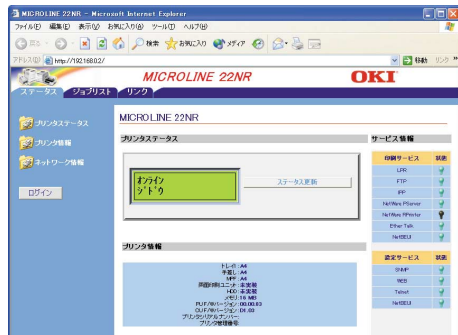 MICROLINE 22NR - Microsoft Internet Explorer
ファイル(F) 編集(E) 表示(V) お気に入り(A) ツール(T) ヘルプ(H)
戻る 検索 お気に入り メディア
アドレス(D) http://192.168.0.2/ 移動 リンク
MICROLINE 22NR OKI
ステータス ジョブリスト リンク
プリンタステータス
プリンタ情報
ネットワーク情報
ログイン
MICROLINE 22NR
プリンタステータス
オンライン
ジドウ
ステータス更新
プリンタ情報
トレイ1: A4
手差し: A4
MPF: A4
両面印刷ユニット: 未実装
HDD: 未実装
メモリ: 16 MB
PU F/Wバージョン: 00.00.83
CU F/Wバージョン: D1.03
プリンタシリアルナンバー:
プリンタ管理番号:
サービス情報
印刷サービス 状態
LPR
FTP
IPP
NetWare PServer
NetWare RPrinter
Ether Talk
NetBEUI
設定サービス 状態
SNMP
WEB
Telnet
NetBEUI